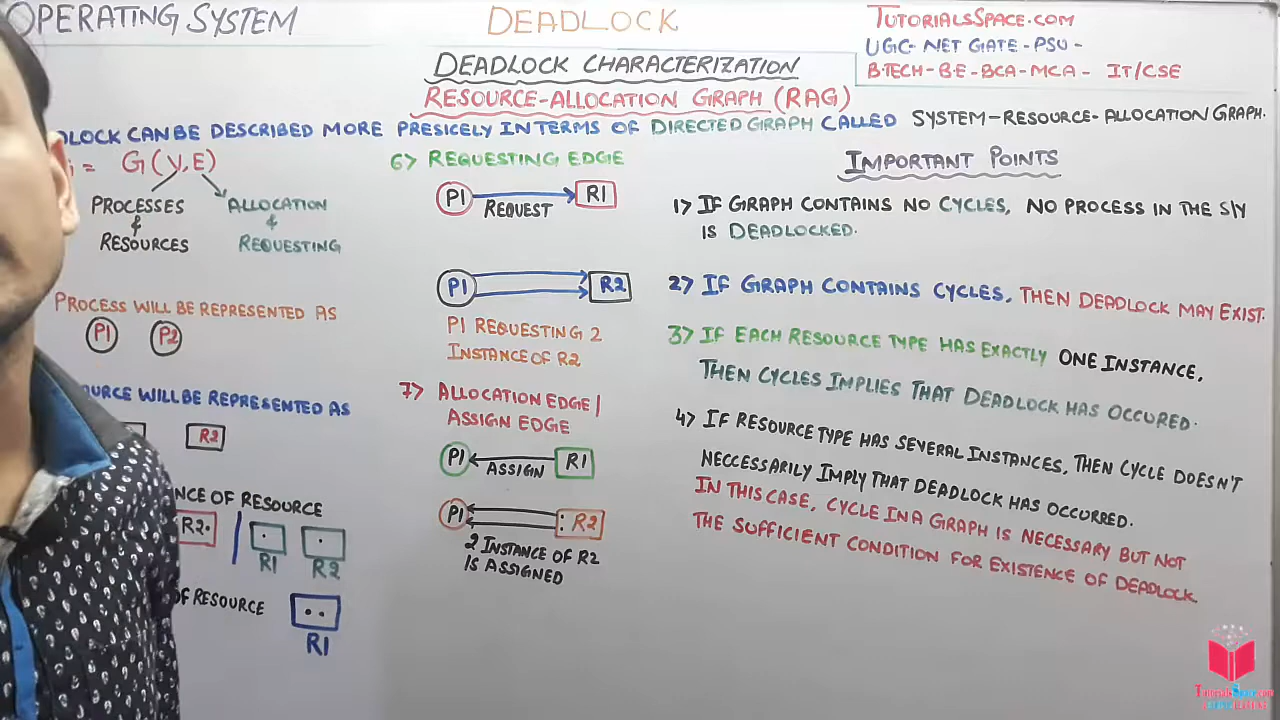 OPERATING SYSTEM
DEADLOCK
TUTORIALSSPACE.COM
UGC-NET GATE-PSU-
B.TECH-B.E-BCA-MCA- IT/CSE
DEADLOCK CHARACTERIZATION
RESOURCE-ALLOCATION GRAPH (RAG)
DLOCK CAN BE DESCRIBED MORE PRESICELY IN TERMS OF DIRECTED GRAPH CALLED SYSTEM-RESOURCE-ALLOCATION GRAPH.
= G(V,E)
PROCESSES
&
RESOURCES
ALLOCATION
&
REQUESTING
PROCESS WILL BE REPRESENTED AS
P1 P2
OURCE WILL BE REPRESENTED AS
R2
NCE OF RESOURCE
R2.
R1 R2
OF RESOURCE
R1
6> REQUESTING EDGE
P1 R1
REQUEST
P1 R2
P1 REQUESTING 2
INSTANCE OF R2
7> ALLOCATION EDGE |
ASSIGN EDGE
P1 R1
ASSIGN
P1 : R2
2 INSTANCE OF R2
IS ASSIGNED
IMPORTANT POINTS
1> IF GRAPH CONTAINS NO CYCLES, NO PROCESS IN THE S/Y
IS DEADLOCKED.
2> IF GRAPH CONTAINS CYCLES, THEN DEADLOCK MAY EXIST.
3> IF EACH RESOURCE TYPE HAS EXACTLY ONE INSTANCE,
THEN CYCLES IMPLIES THAT DEADLOCK HAS OCCURED.
4> IF RESOURCE TYPE HAS SEVERAL INSTANCES, THEN CYCLE DOESN'T
NECCESSARILY IMPLY THAT DEADLOCK HAS OCCURRED.
IN THIS CASE, CYCLE IN A GRAPH IS NECESSARY BUT NOT
THE SUFFICIENT CONDITION FOR EXISTENCE OF DEADLOCK.
TutorialsSpace.com